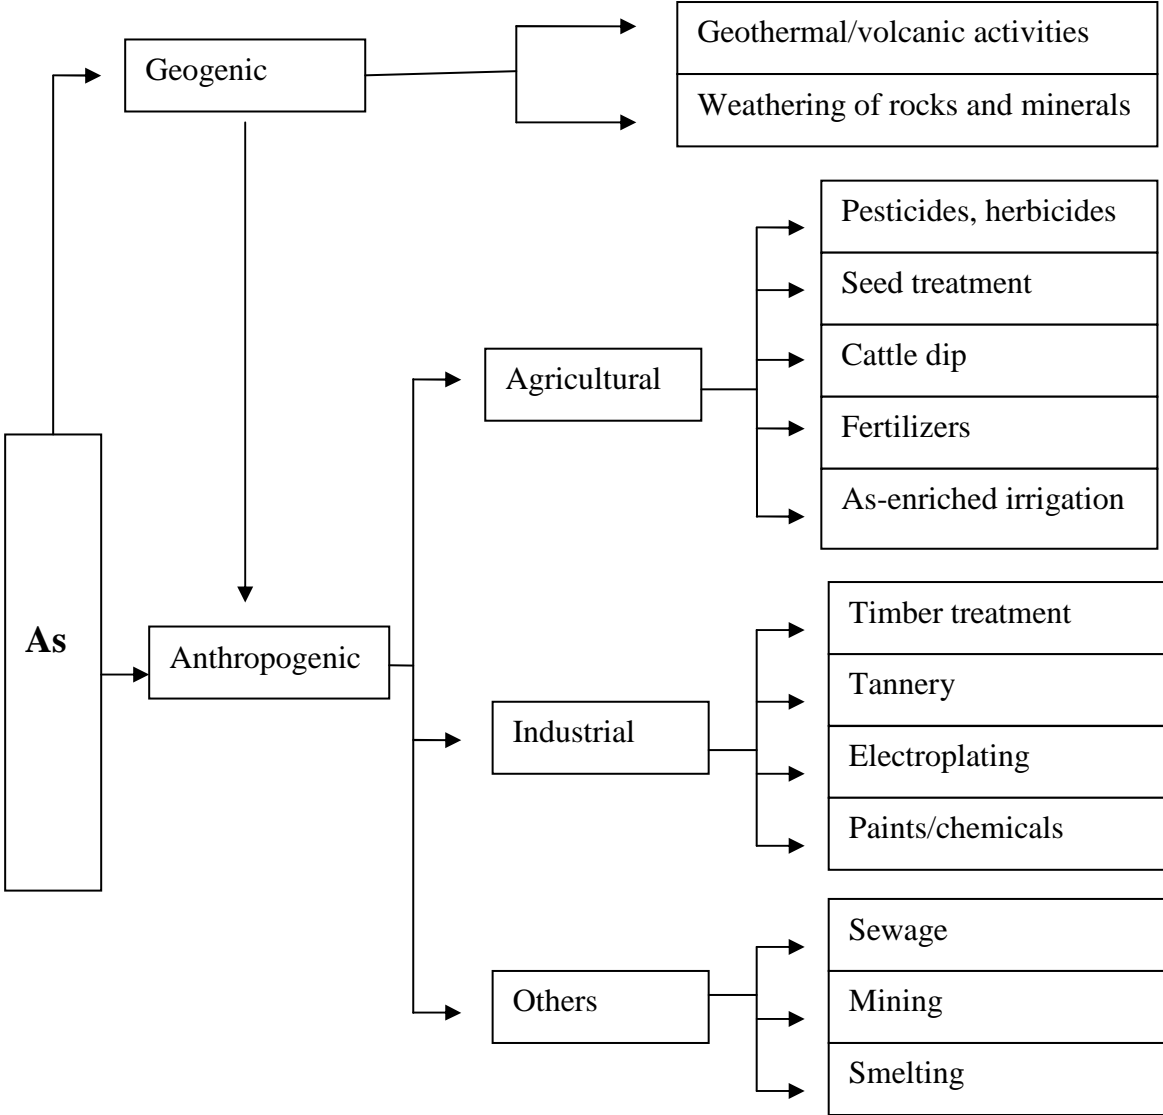 Geogenic
Geothermal/volcanic activities
Weathering of rocks and minerals
As
Anthropogenic
Agricultural
Pesticides, herbicides
Seed treatment
Cattle dip
Fertilizers
As-enriched irrigation
Industrial
Timber treatment
Tannery
Electroplating
Paints/chemicals
Others
Sewage
Mining
Smelting